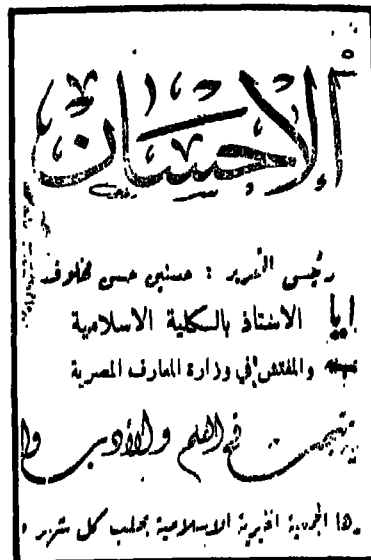 الإحسان
رئيس التحرير : حسنين حسن مخلوف
الاستاذ بالكلية الاسلامية
والمفتش في وزارة المعارف المصرية
في العلم والأدب
الجمعية الخيرية الاسلامية بحلب كل شهر